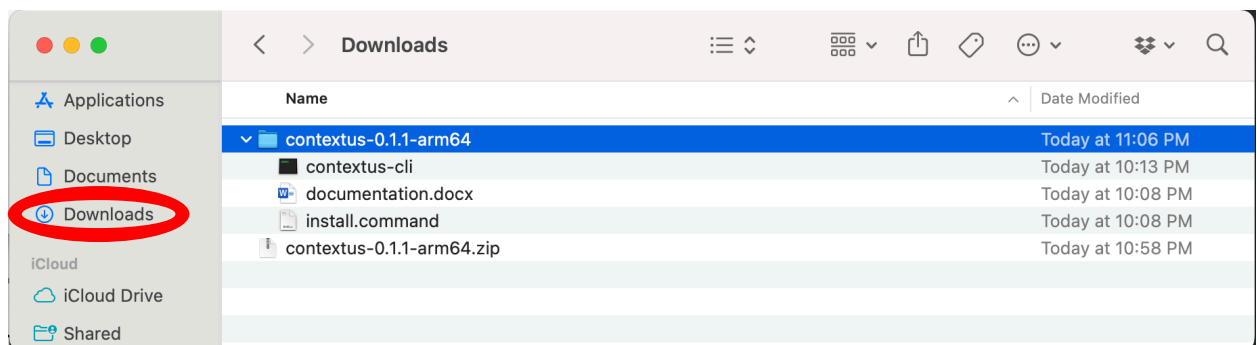 Downloads
Applications
Desktop
Documents
Downloads
iCloud
iCloud Drive
Shared
Name Date Modified
contextus-0.1.1-arm64 Today at 11:06 PM
contextus-cli Today at 10:13 PM
documentation.docx Today at 10:08 PM
install.command Today at 10:08 PM
contextus-0.1.1-arm64.zip Today at 10:58 PM